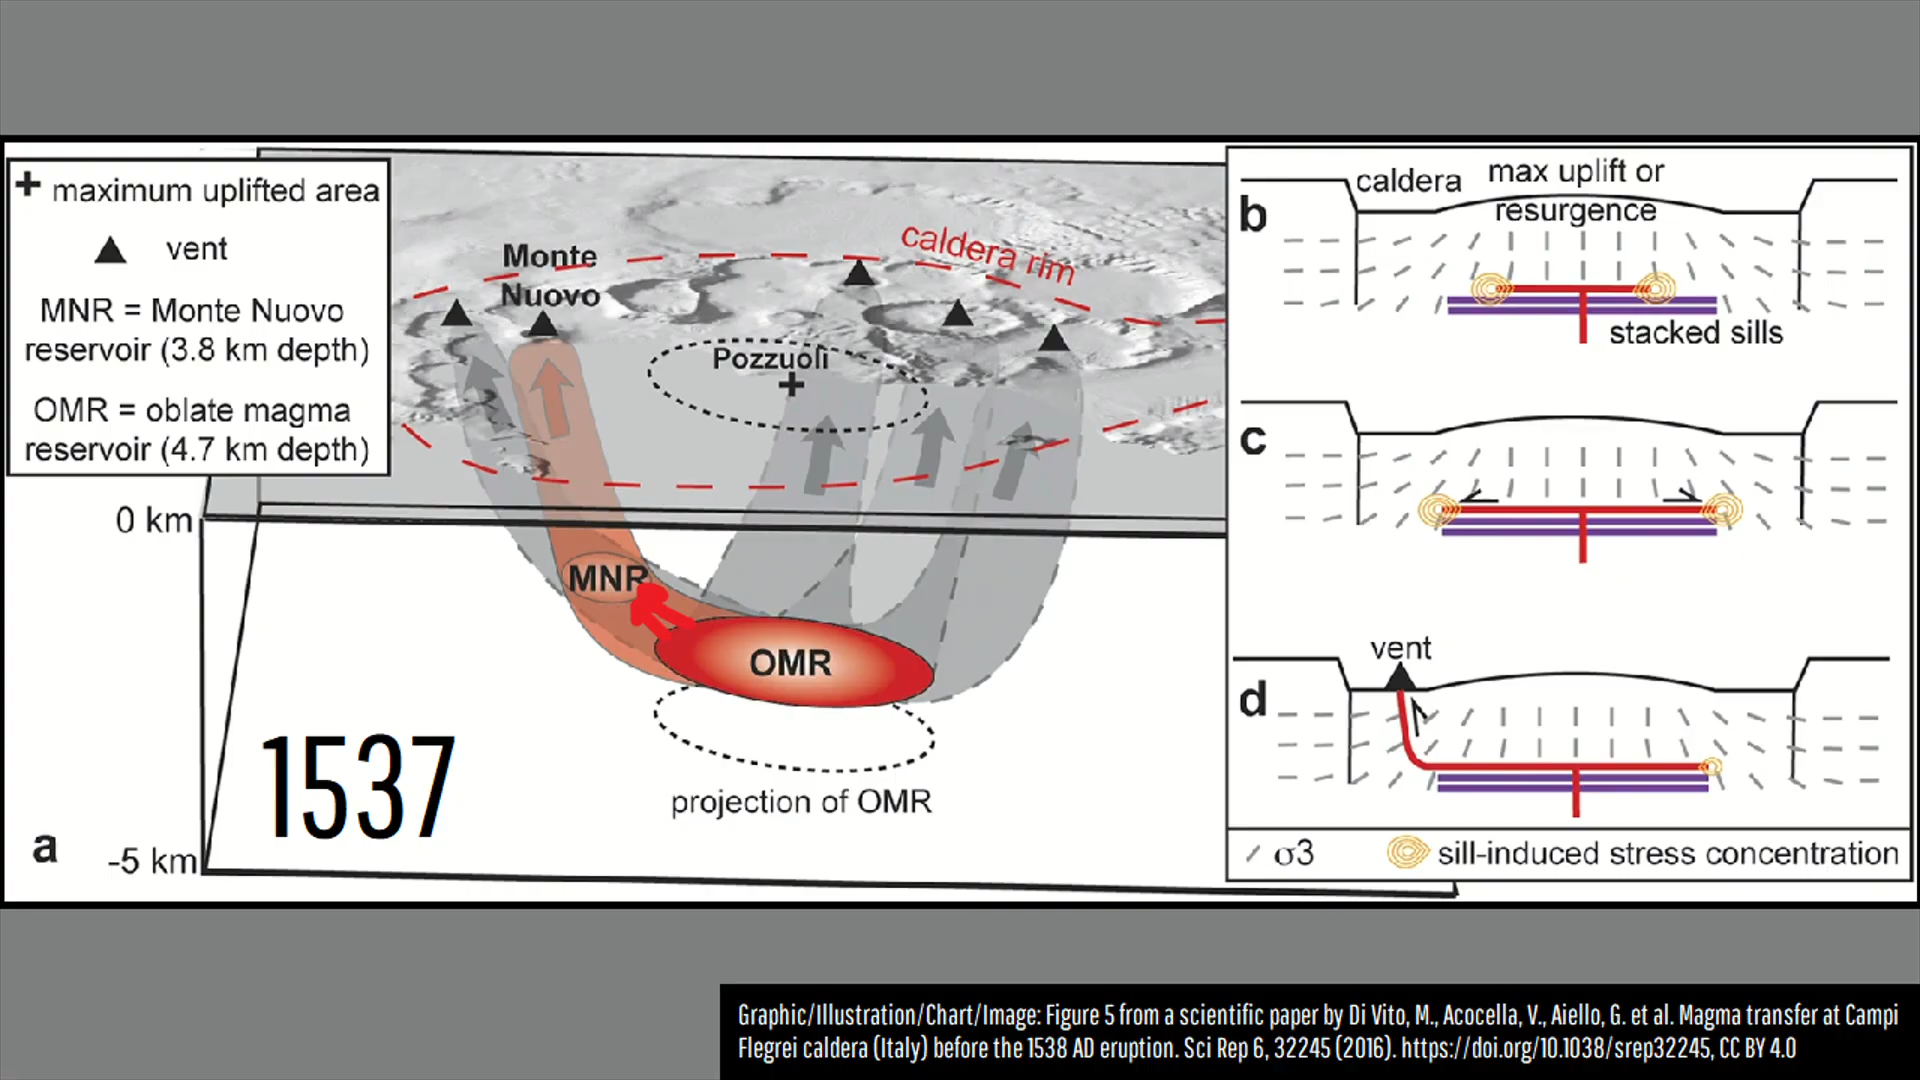 + maximum uplifted area
vent
MNR = Monte Nuovo
reservoir (3.8 km depth)
OMR = oblate magma
reservoir (4.7 km depth)
Monte
Nuovo
caldera rim
Pozzuoli
0 km
MNR
OMR
1537
projection of OMR
a
-5 km
b
caldera
max uplift or
resurgence
stacked sills
c
vent
d
σ3
sill-induced stress concentration
Graphic/Illustration/Chart/Image: Figure 5 from a scientific paper by Di Vito, M., Acocella, V., Aiello, G. et al. Magma transfer at Campi
Flegrei caldera (Italy) before the 1538 AD eruption. Sci Rep 6, 32245 (2016). https://doi.org/10.1038/srep32245, CC BY 4.0